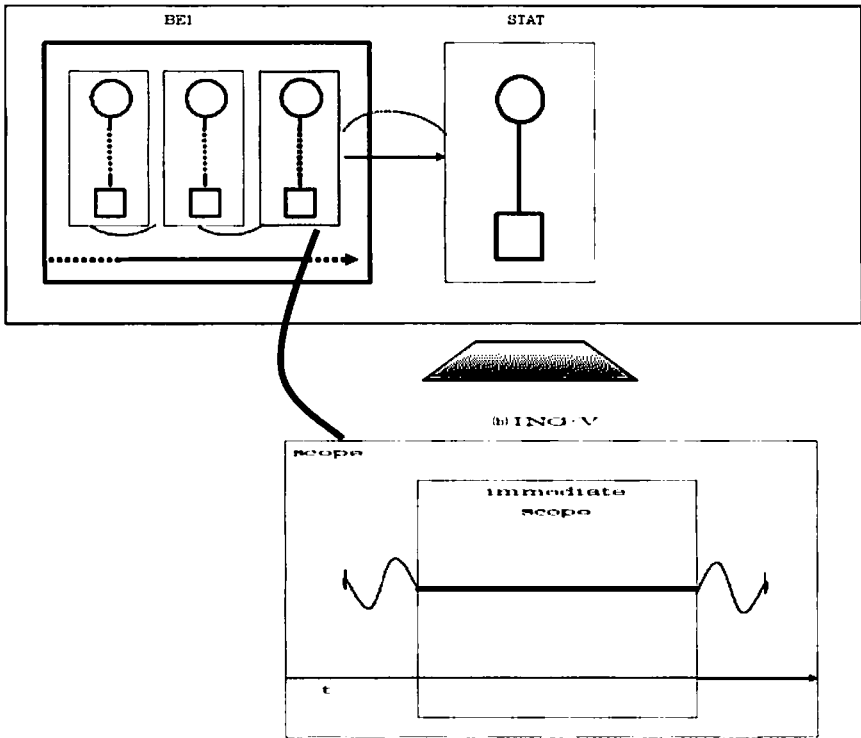 BE1 STAT
(b) ING·V
scope
immediate
scope
t